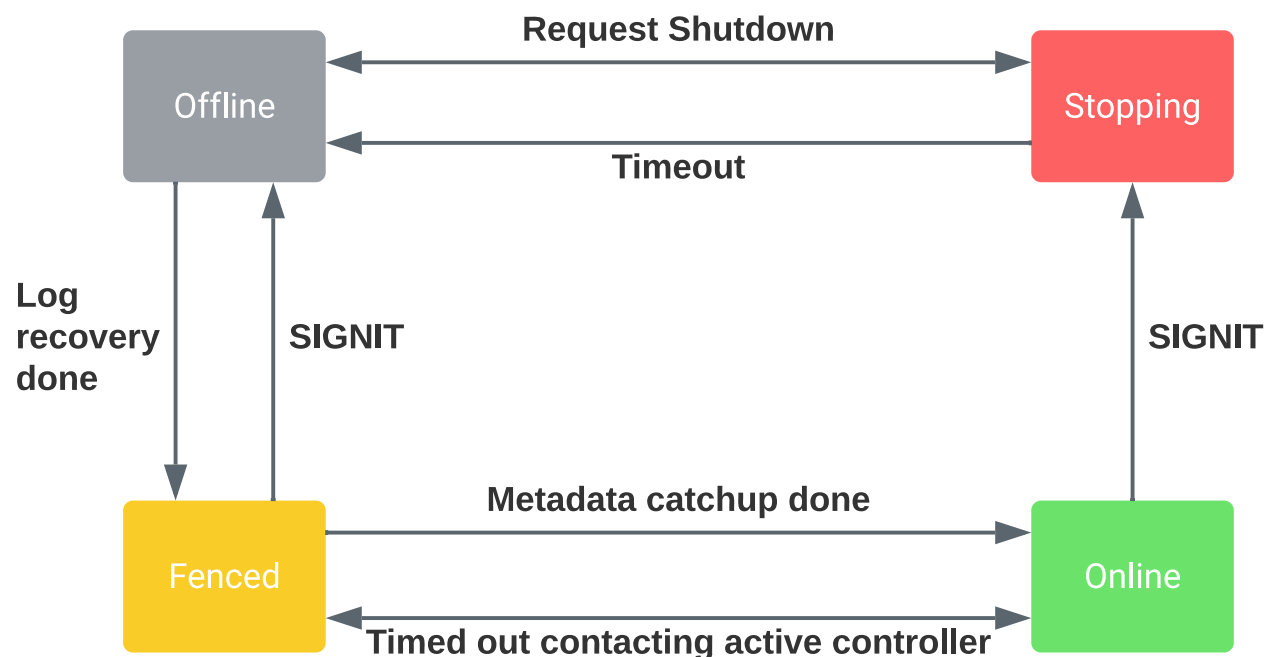 Request Shutdown
Offline
Stopping
Timeout
Log
recovery
done
SIGNIT
SIGNIT
Metadata catchup done
Fenced
Online
Timed out contacting active controller